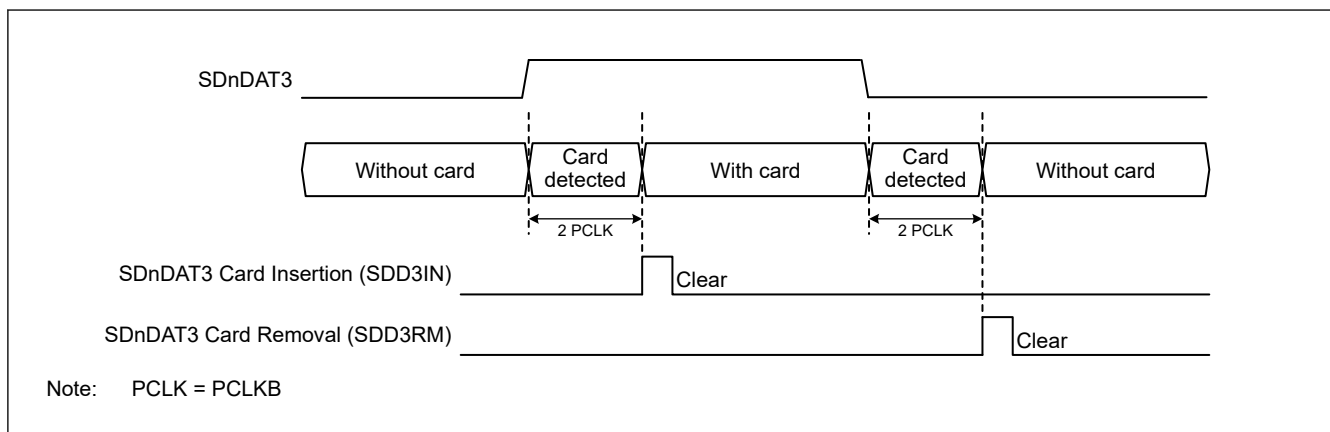 SDnDAT3
Without card
Card
detected
With card
Card
detected
Without card
2 PCLK
2 PCLK
SDnDAT3 Card Insertion (SDD3IN)
Clear
SDnDAT3 Card Removal (SDD3RM)
Clear
Note: PCLK = PCLKB